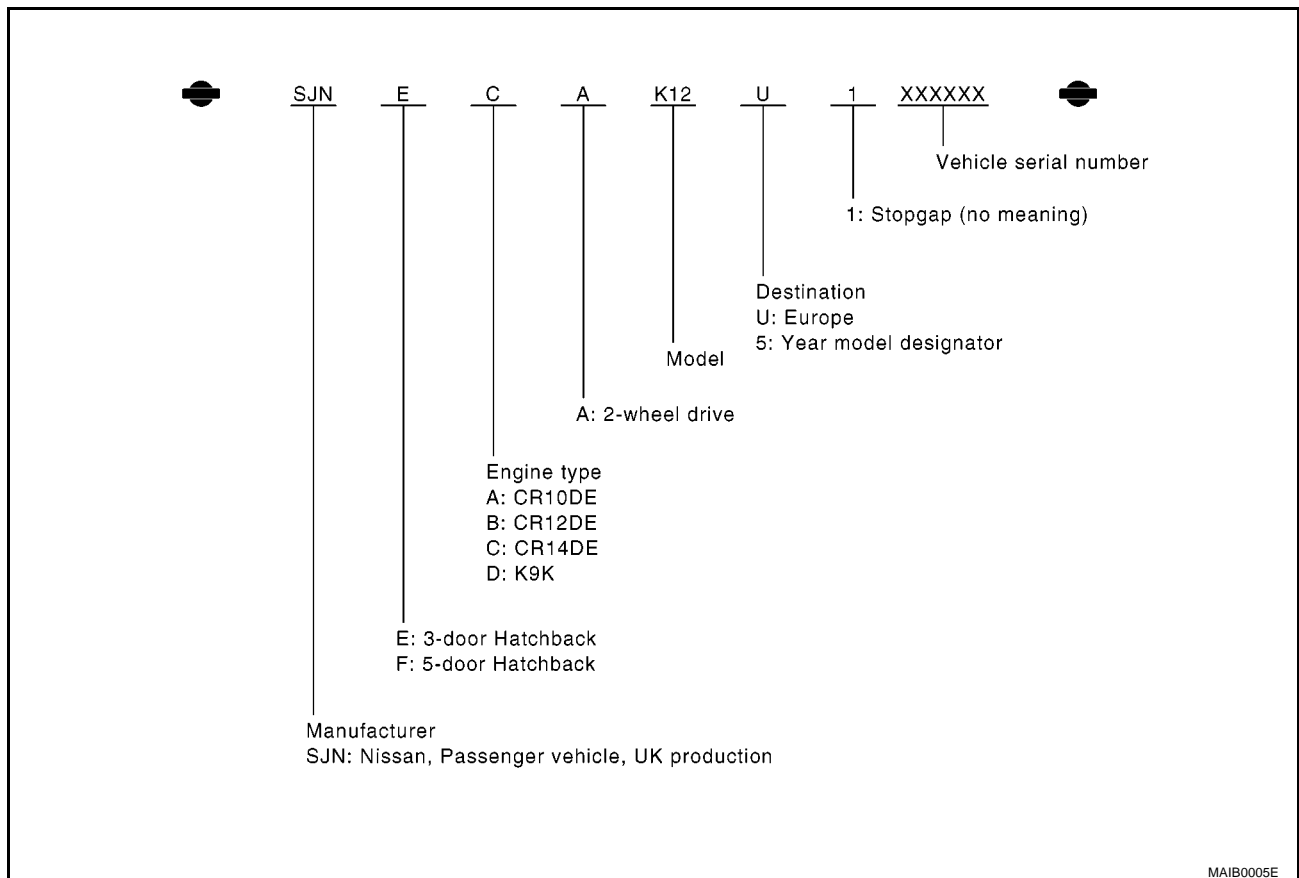 SJN E C A K12 U 1 XXXXXX
Vehicle serial number
1: Stopgap (no meaning)
Destination
U: Europe
5: Year model designator
Model
A: 2-wheel drive
Engine type
A: CR10DE
B: CR12DE
C: CR14DE
D: K9K
E: 3-door Hatchback
F: 5-door Hatchback
Manufacturer
SJN: Nissan, Passenger vehicle, UK production
MAIB0005E